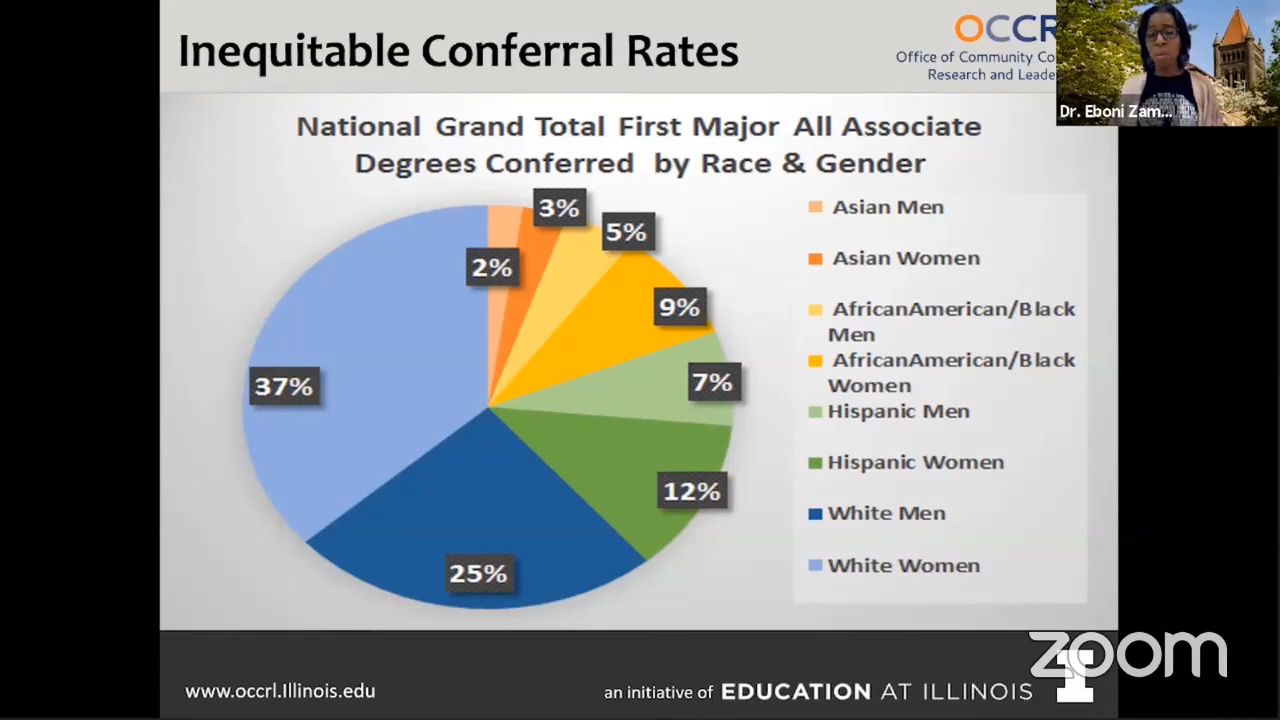 Inequitable Conferral Rates
OCCR
Office of Community Co
Research and Leade
Dr. Eboni Zam...
National Grand Total First Major All Associate
Degrees Conferred by Race & Gender
3%
5%
2%
9%
7%
37%
12%
25%
Asian Men
Asian Women
AfricanAmerican/Black
Men
AfricanAmerican/Black
Women
Hispanic Men
Hispanic Women
White Men
White Women
zoom
www.occrl.Illinois.edu
an initiative of EDUCATION AT ILLINOIS
I